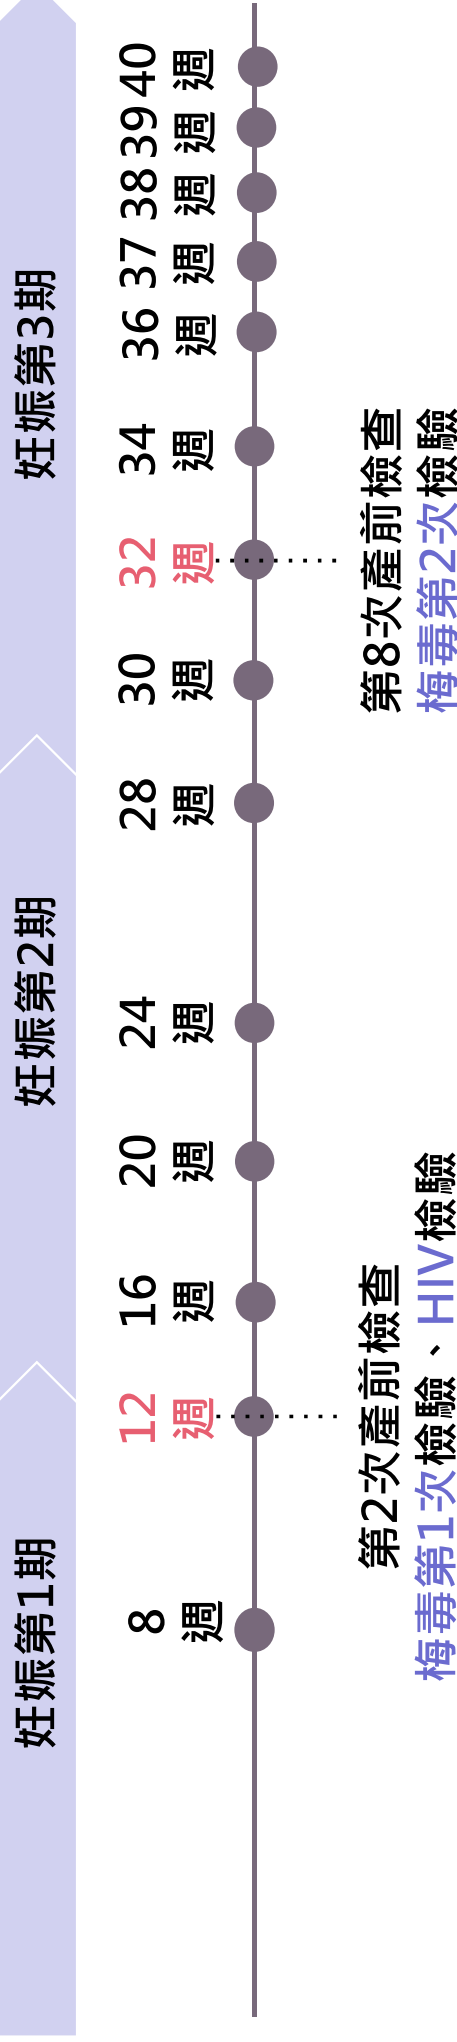 妊娠第1期
妊娠第2期
妊娠第3期
8
週
12
週
16
週
20
週
24
週
28
週
30
週
32
週
34
週
36
週
37
週
38
週
39
週
40
週
第2次產前檢查
梅毒第1次檢驗、HIV檢驗
第8次產前檢查
梅毒第2次檢驗